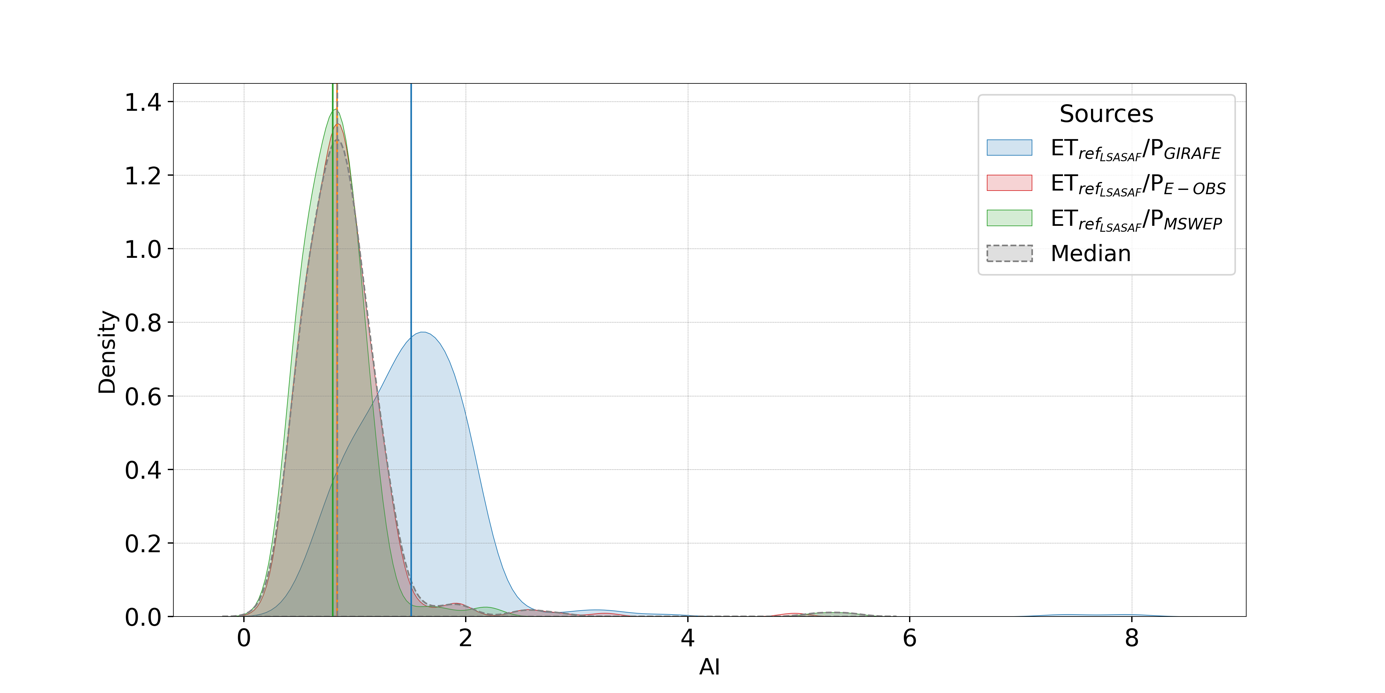 Sources
ET_{ref_{LSASAF}}/P_{GIRAFE}
ET_{ref_{LSASAF}}/P_{E-OBS}
ET_{ref_{LSASAF}}/P_{MSWEP}
Median
Density
1.4
1.2
1.0
0.8
0.6
0.4
0.2
0.0
0 2 4 6 8
AI